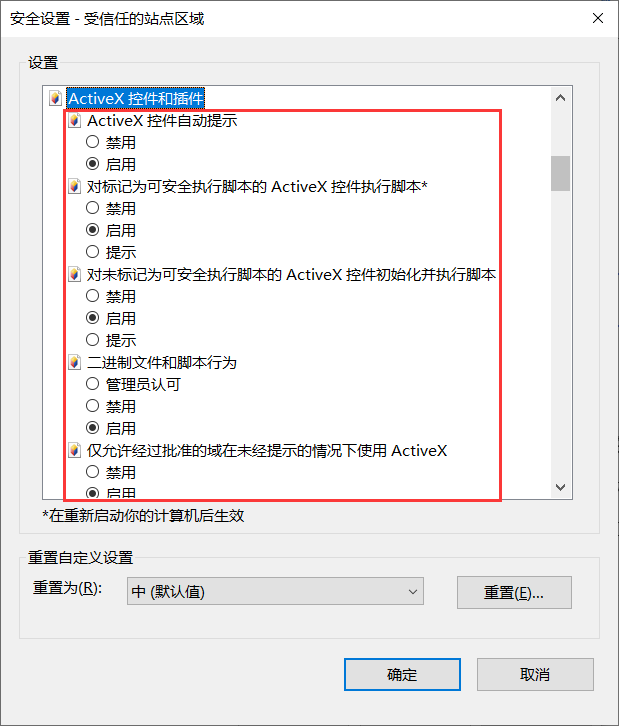 安全设置 - 受信任的站点区域
设置
ActiveX 控件和插件
ActiveX 控件自动提示
禁用
启用
对标记为可安全执行脚本的 ActiveX 控件执行脚本*
禁用
启用
提示
对未标记为可安全执行脚本的 ActiveX 控件初始化并执行脚本
禁用
启用
提示
二进制文件和脚本行为
管理员认可
禁用
启用
仅允许经过批准的域在未经提示的情况下使用 ActiveX
禁用
启用
*在重新启动你的计算机后生效
重置自定义设置
重置为(R):
中 (默认值)
重置(E)...
确定
取消